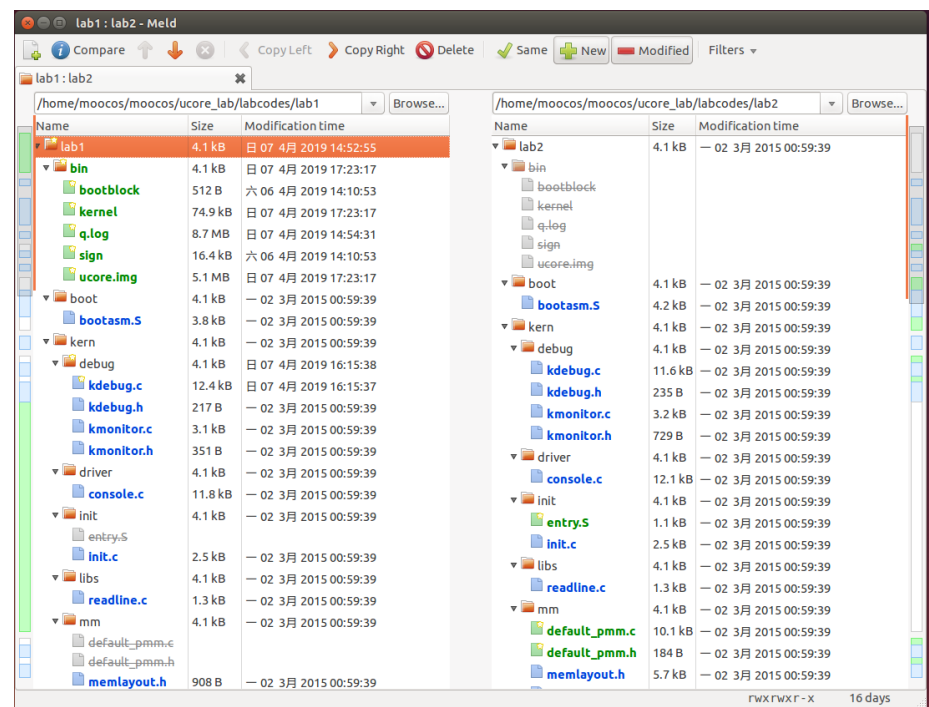 lab1 : lab2 - Meld
Compare Copy Left Copy Right Delete Same New Modified Filters
lab1 : lab2
/home/moocos/moocos/ucore_lab/labcodes/lab1 Browse... /home/moocos/moocos/ucore_lab/labcodes/lab2 Browse...
Name Size Modification time Name Size Modification time
lab1 4.1 kB 日 07 4月 2019 14:52:55 lab2 4.1 kB 一 02 3月 2015 00:59:39
bin 4.1 kB 日 07 4月 2019 17:23:17 bin
bootblock 512 B 六 06 4月 2019 14:10:53 bootblock
kernel 74.9 kB 日 07 4月 2019 17:23:17 kernel
q.log 8.7 MB 日 07 4月 2019 14:54:31 q.log
sign 16.4 kB 六 06 4月 2019 14:10:53 sign
ucore.img 5.1 MB 日 07 4月 2019 17:23:17 ucore.img
boot 4.1 kB 一 02 3月 2015 00:59:39 boot 4.1 kB 一 02 3月 2015 00:59:39
bootasm.S 3.8 kB 一 02 3月 2015 00:59:39 bootasm.S 4.2 kB 一 02 3月 2015 00:59:39
kern 4.1 kB 一 02 3月 2015 00:59:39 kern 4.1 kB 一 02 3月 2015 00:59:39
debug 4.1 kB 日 07 4月 2019 16:15:38 debug 4.1 kB 一 02 3月 2015 00:59:39
kdebug.c 12.4 kB 日 07 4月 2019 16:15:37 kdebug.c 11.6 kB 一 02 3月 2015 00:59:39
kdebug.h 217 B 一 02 3月 2015 00:59:39 kdebug.h 235 B 一 02 3月 2015 00:59:39
kmonitor.c 3.1 kB 一 02 3月 2015 00:59:39 kmonitor.c 3.2 kB 一 02 3月 2015 00:59:39
kmonitor.h 351 B 一 02 3月 2015 00:59:39 kmonitor.h 729 B 一 02 3月 2015 00:59:39
driver 4.1 kB 一 02 3月 2015 00:59:39 driver 4.1 kB 一 02 3月 2015 00:59:39
console.c 11.8 kB 一 02 3月 2015 00:59:39 console.c 12.1 kB 一 02 3月 2015 00:59:39
init 4.1 kB 一 02 3月 2015 00:59:39 init 4.1 kB 一 02 3月 2015 00:59:39
entry.S entry.S 1.1 kB 一 02 3月 2015 00:59:39
init.c 2.5 kB 一 02 3月 2015 00:59:39 init.c 2.5 kB 一 02 3月 2015 00:59:39
libs 4.1 kB 一 02 3月 2015 00:59:39 libs 4.1 kB 一 02 3月 2015 00:59:39
readline.c 1.3 kB 一 02 3月 2015 00:59:39 readline.c 1.3 kB 一 02 3月 2015 00:59:39
mm 4.1 kB 一 02 3月 2015 00:59:39 mm 4.1 kB 一 02 3月 2015 00:59:39
default_pmm.c default_pmm.c 10.1 kB 一 02 3月 2015 00:59:39
default_pmm.h default_pmm.h 184 B 一 02 3月 2015 00:59:39
memlayout.h 908 B 一 02 3月 2015 00:59:39 memlayout.h 5.7 kB 一 02 3月 2015 00:59:39
rwxrwxr-x 16 days